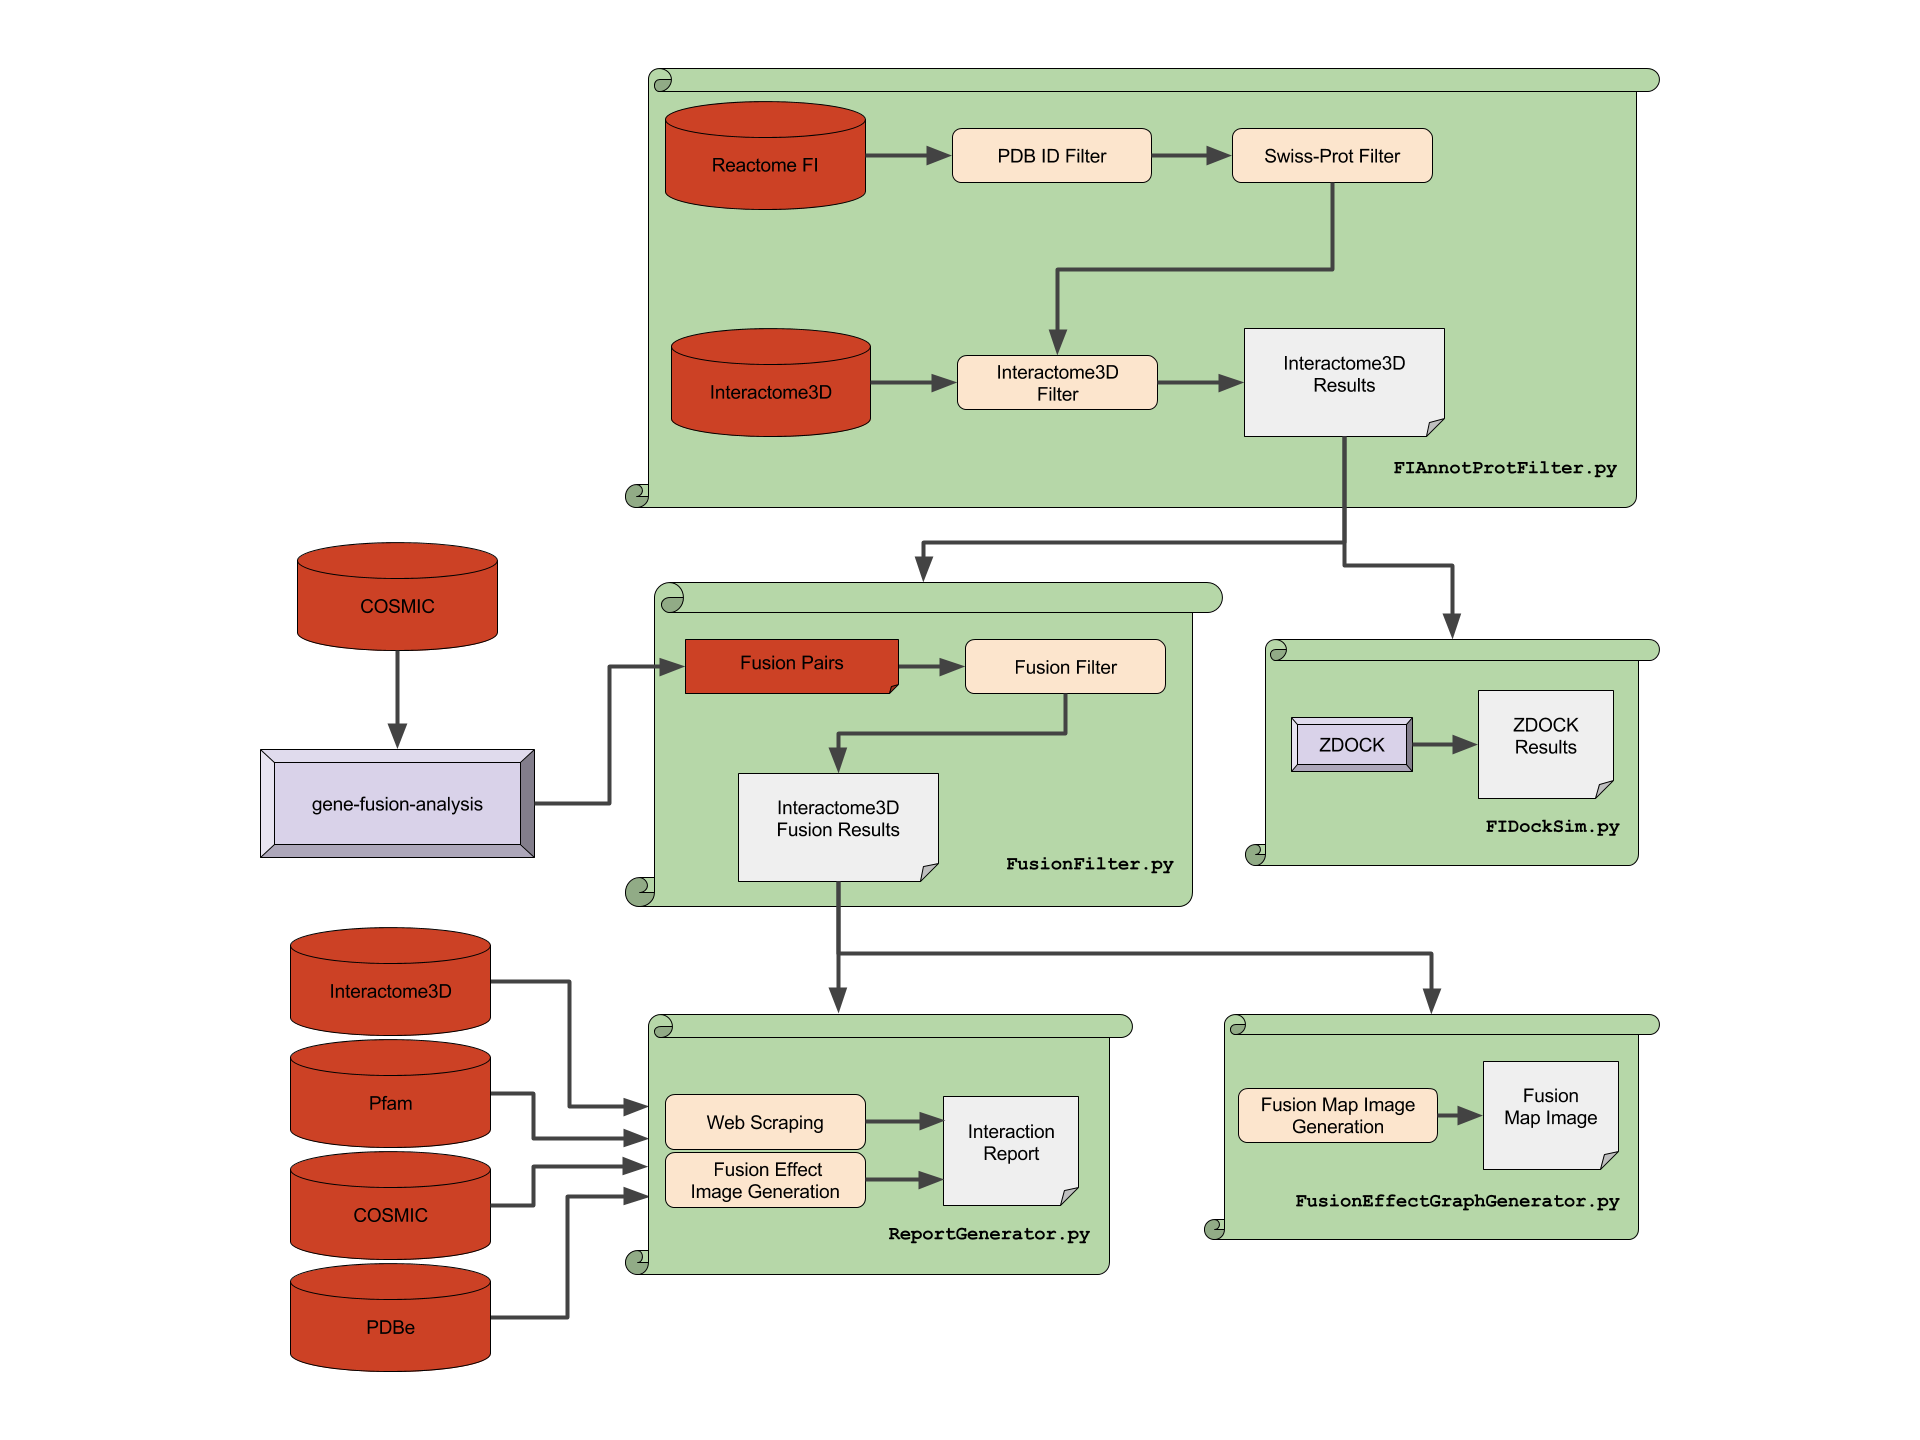 Reactome FI
PDB ID Filter
Swiss-Prot Filter
Interactome3D
Interactome3D
Filter
Interactome3D
Results
FIAnnotProtFilter.py
COSMIC
gene-fusion-analysis
Fusion Pairs
Fusion Filter
Interactome3D
Fusion Results
FusionFilter.py
ZDOCK
ZDOCK
Results
FIDockSim.py
Interactome3D
Pfam
COSMIC
PDBe
Web Scraping
Fusion Effect
Image Generation
Interaction
Report
ReportGenerator.py
Fusion Map Image
Generation
Fusion
Map Image
FusionEffectGraphGenerator.py